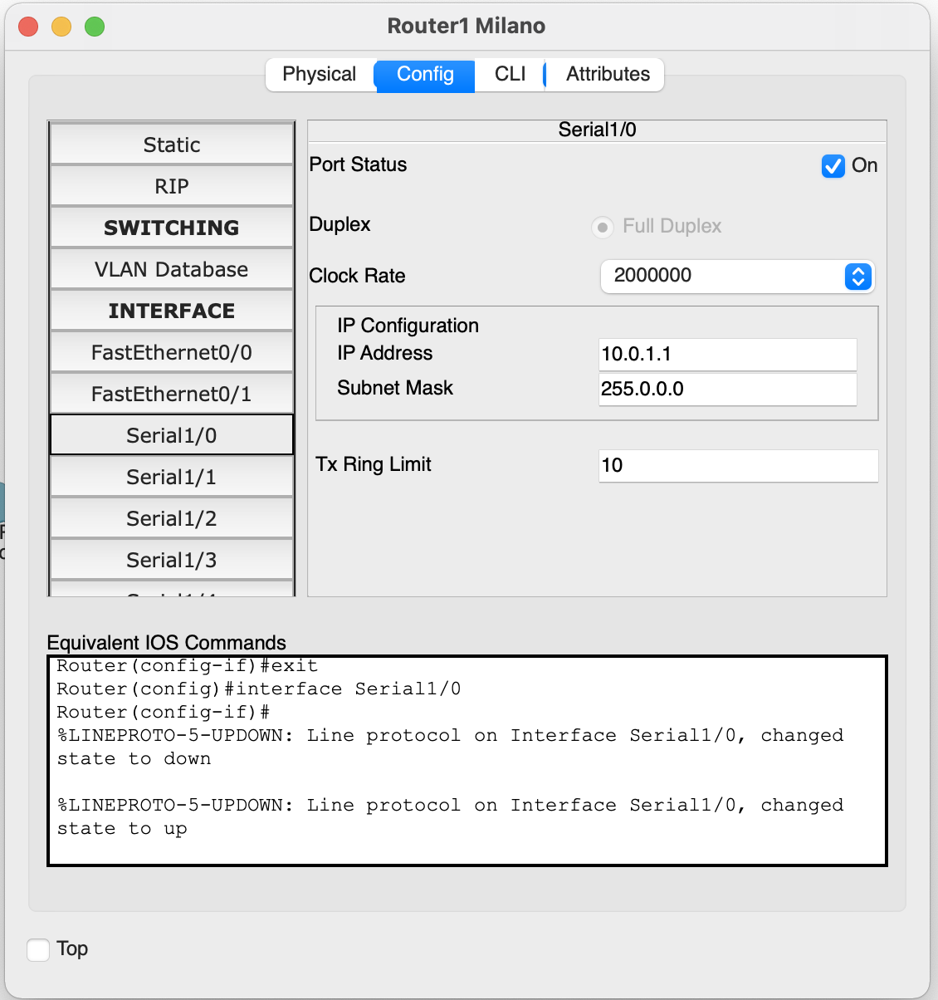 Router1 Milano
Physical
Config
CLI
Attributes
Static
RIP
SWITCHING
VLAN Database
INTERFACE
FastEthernet0/0
FastEthernet0/1
Serial1/0
Serial1/1
Serial1/2
Serial1/3
Serial1/0
Port Status
On
Duplex
Full Duplex
Clock Rate
2000000
IP Configuration
IP Address
10.0.1.1
Subnet Mask
255.0.0.0
Tx Ring Limit
10
Equivalent IOS Commands
Router(config-if)#exit
Router(config)#interface Serial1/0
Router(config-if)#
%LINEPROTO-5-UPDOWN: Line protocol on Interface Serial1/0, changed
state to down
%LINEPROTO-5-UPDOWN: Line protocol on Interface Serial1/0, changed
state to up
Top